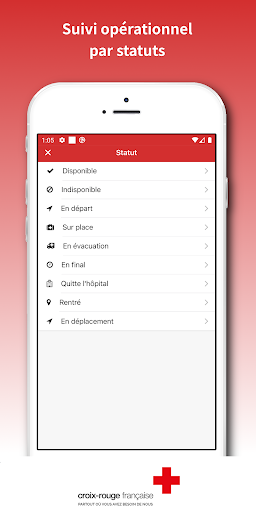 Suivi opérationnel
par statuts
1:05
Statut
Disponible
Indisponible
En départ
Sur place
En évacuation
En final
Quitte l'hôpital
Rentré
En déplacement
croix-rouge française
PARTOUT OÙ VOUS AVEZ BESOIN DE NOUS